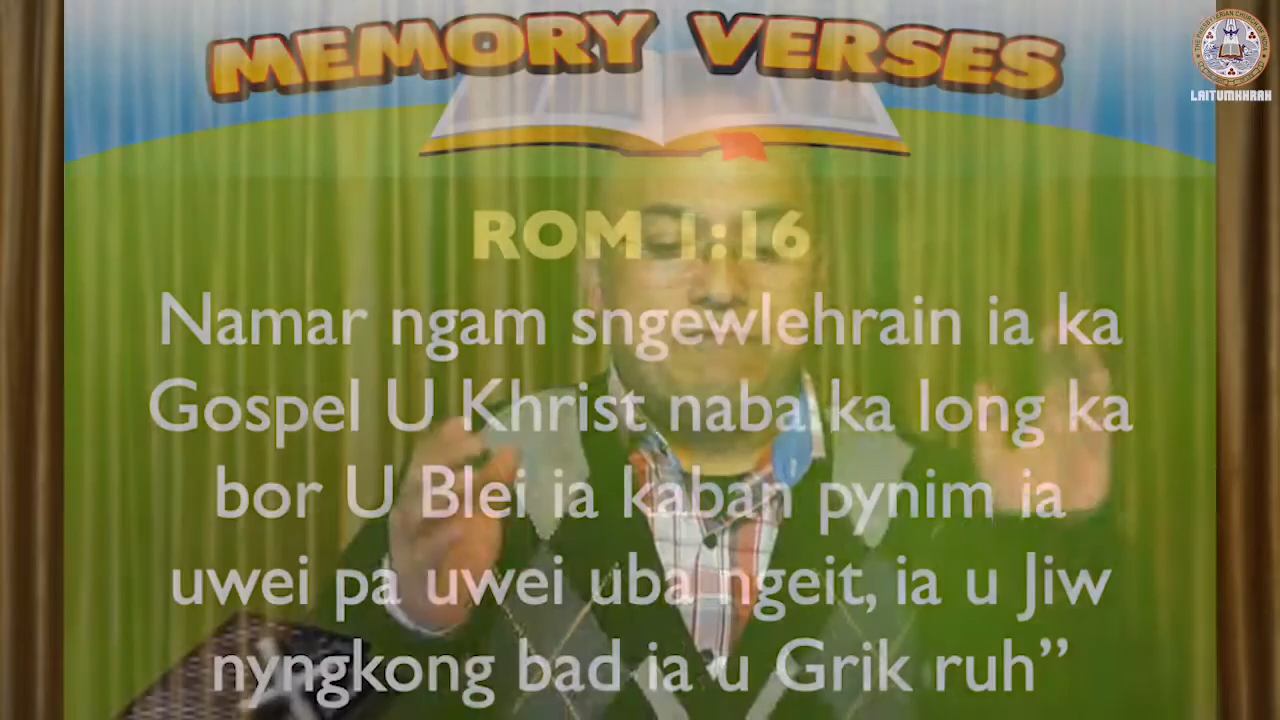 MEMORY VERSES
LAITUMKHRAH
ROM 1:16
Namar ngam sngewlehrain ia ka
Gospel U Khrist naba ka long ka
bor U Blei ia kaban pynim ia
uwei pa uwei uba ngeit, ia u Jiw
nyngkong bad ia u Grik ruh”